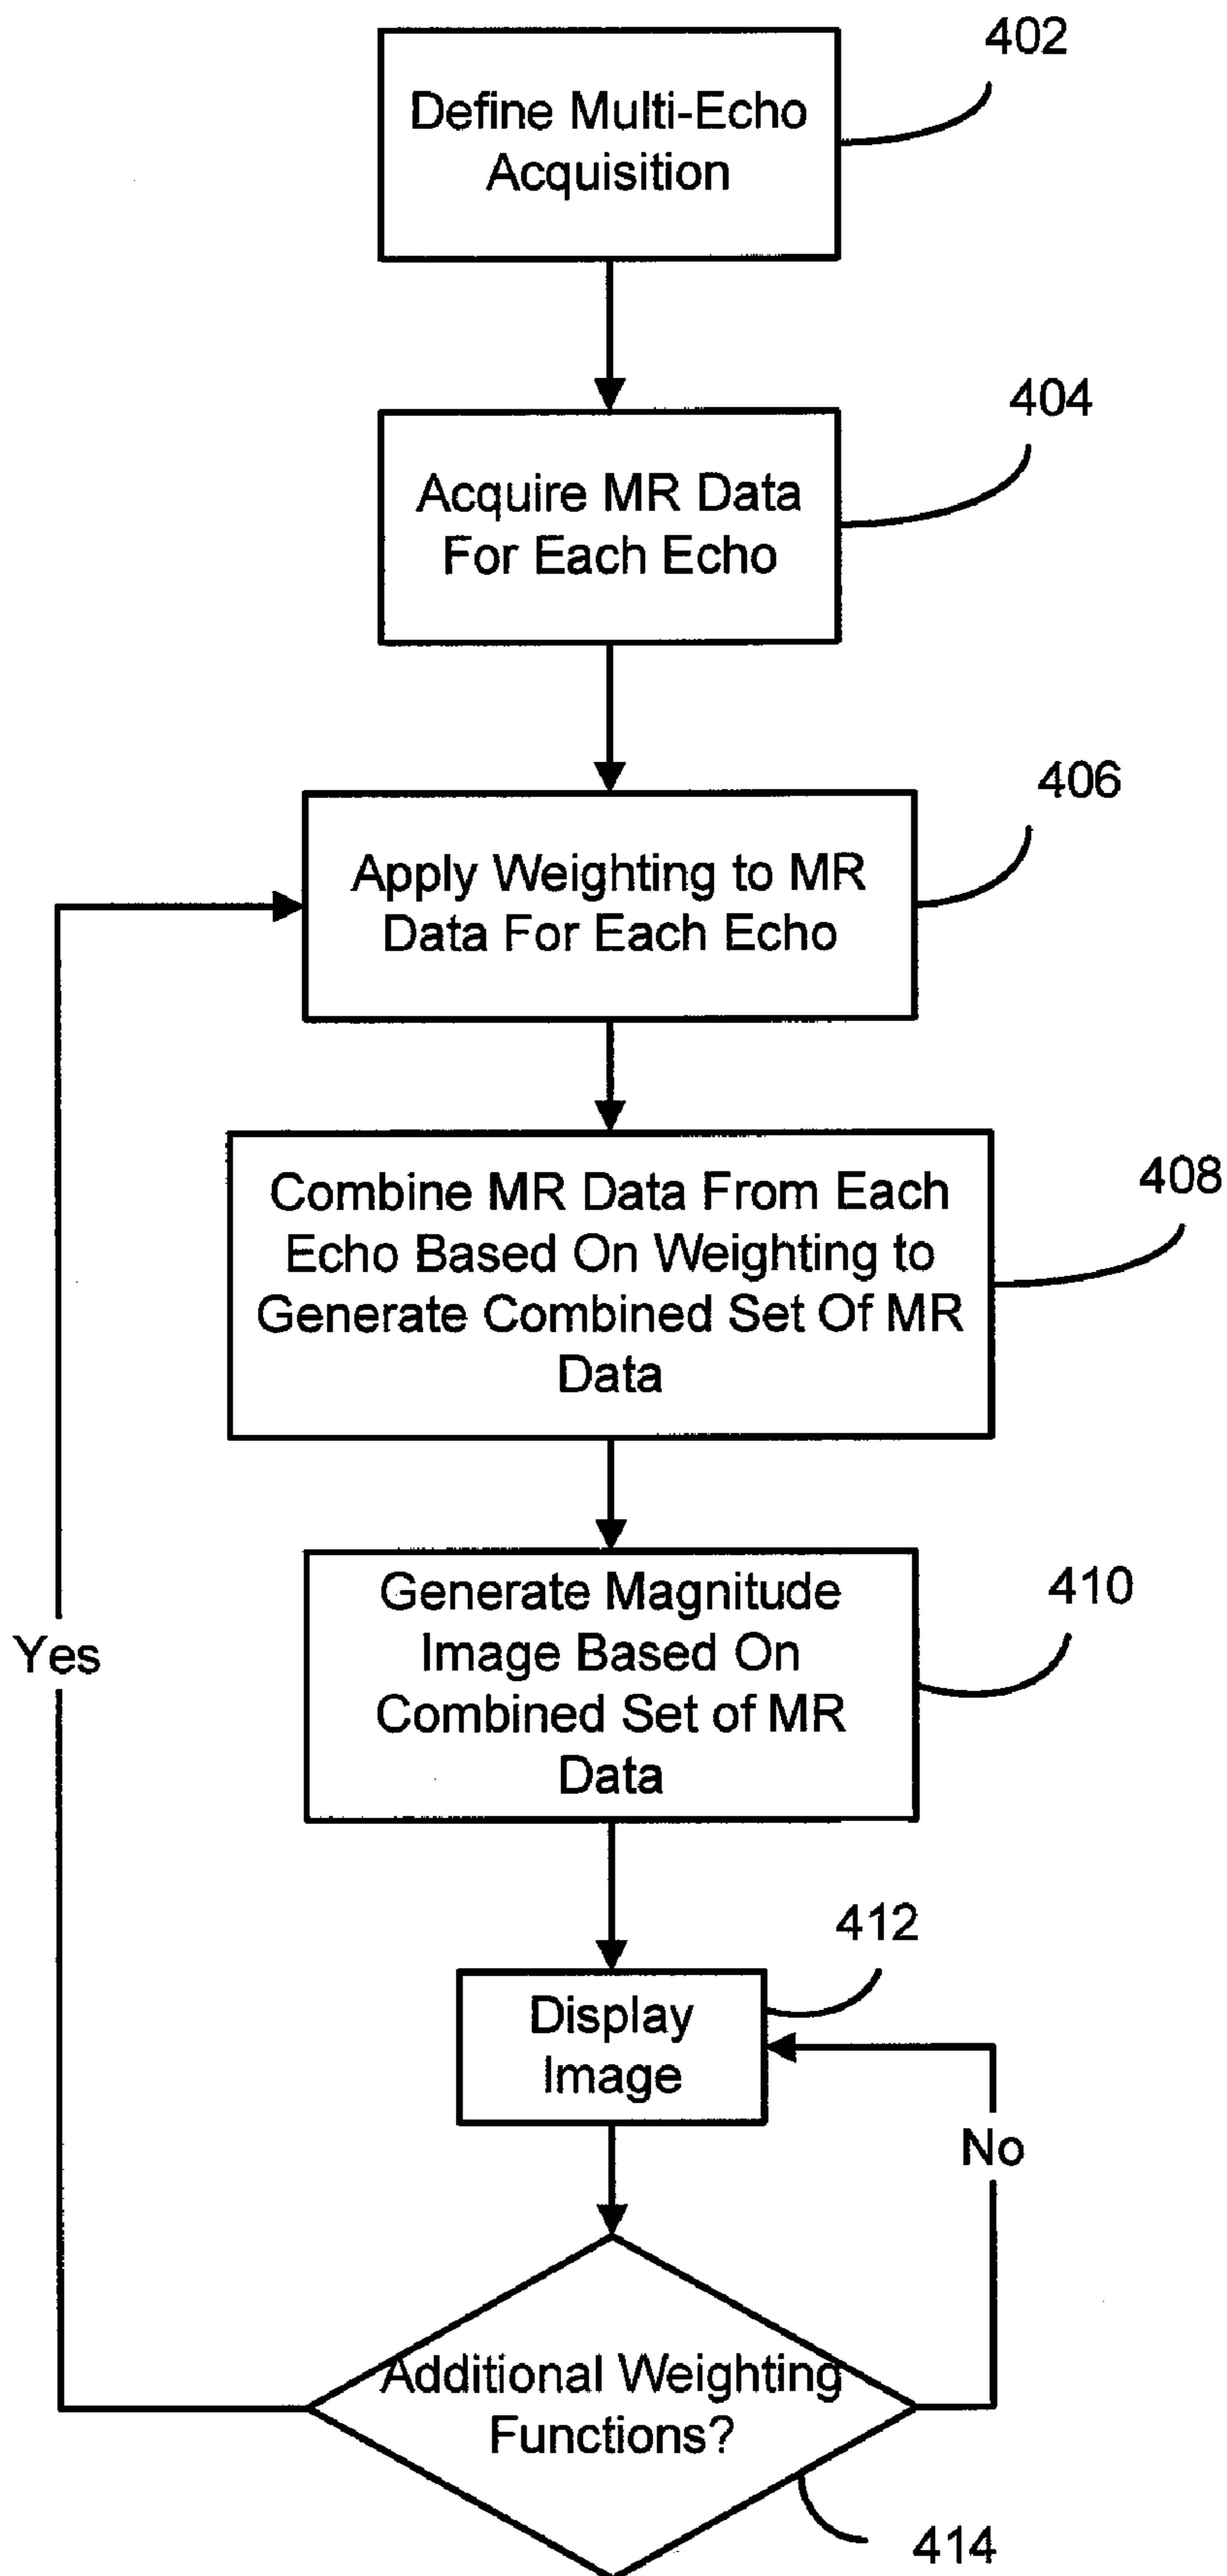 402
Define Multi-Echo
Acquisition
404
Acquire MR Data
For Each Echo
406
Apply Weighting to MR
Data For Each Echo
408
Combine MR Data From Each
Echo Based On Weighting to
Generate Combined Set Of MR
Data
410
Generate Magnitude
Image Based On
Combined Set of MR
Data
Yes
412
Display
Image
No
Additional Weighting
Functions?
414